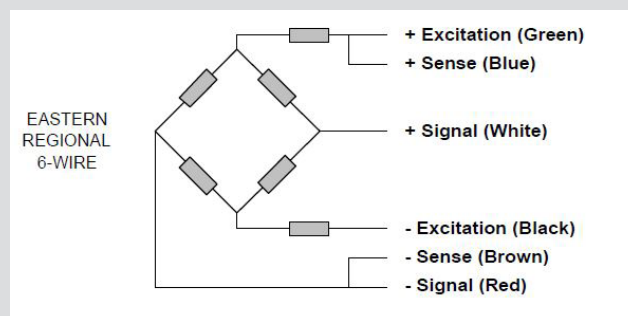 + Excitation (Green)
+ Sense (Blue)
EASTERN
REGIONAL
6-WIRE
+ Signal (White)
- Excitation (Black)
- Sense (Brown)
- Signal (Red)